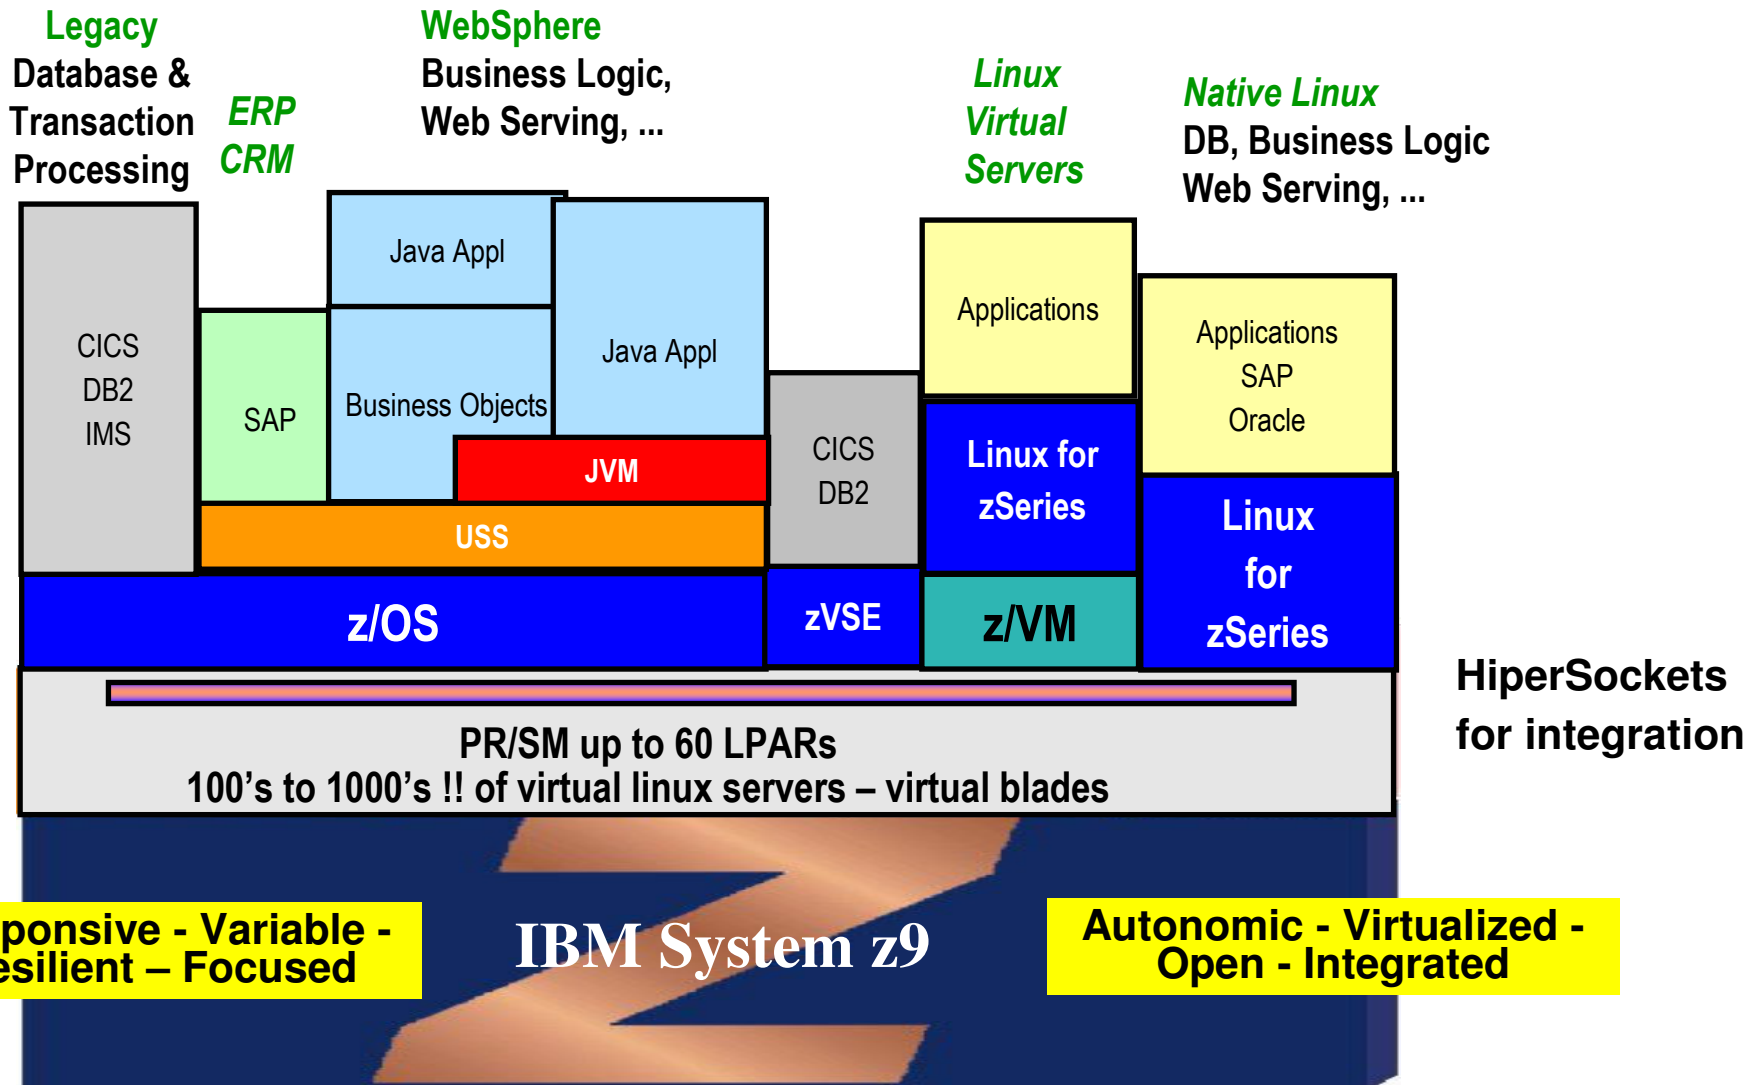 Legacy
Database &
Transaction
Processing
ERP
CRM
WebSphere
Business Logic,
Web Serving, ...
Linux
Virtual
Servers
Native Linux
DB, Business Logic
Web Serving, ...
CICS
DB2
IMS
SAP
Java Appl
Business Objects
Java Appl
JVM
USS
CICS
DB2
Applications
Linux for
zSeries
Applications
SAP
Oracle
Linux
for
zSeries
z/OS
zVSE
z/VM
HiperSockets
for integration
PR/SM up to 60 LPARs
100's to 1000's !! of virtual linux servers – virtual blades
ponsive - Variable -
esilient – Focused
IBM System z9
Autonomic - Virtualized -
Open - Integrated